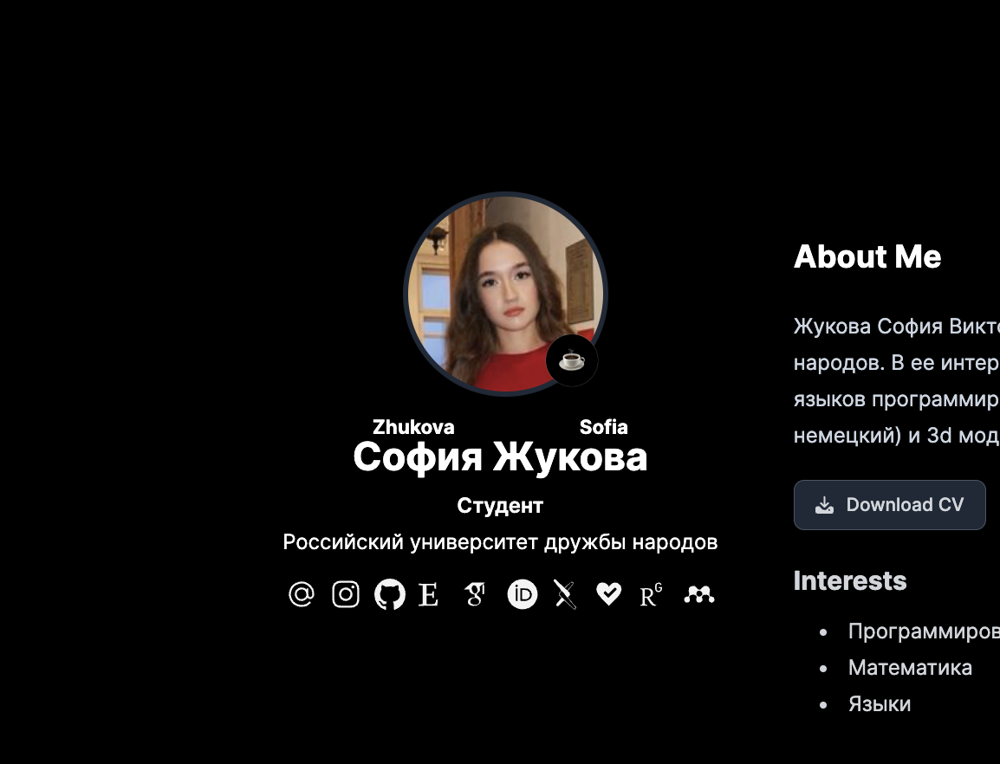 Zhukova Sofia
София Жукова
Студент
Российский университет дружбы народов
About Me
Жукова София Викто
народов. В ее интер
языков программир
немецкий) и 3d мод
Download CV
Interests
Программиров
Математика
Языки